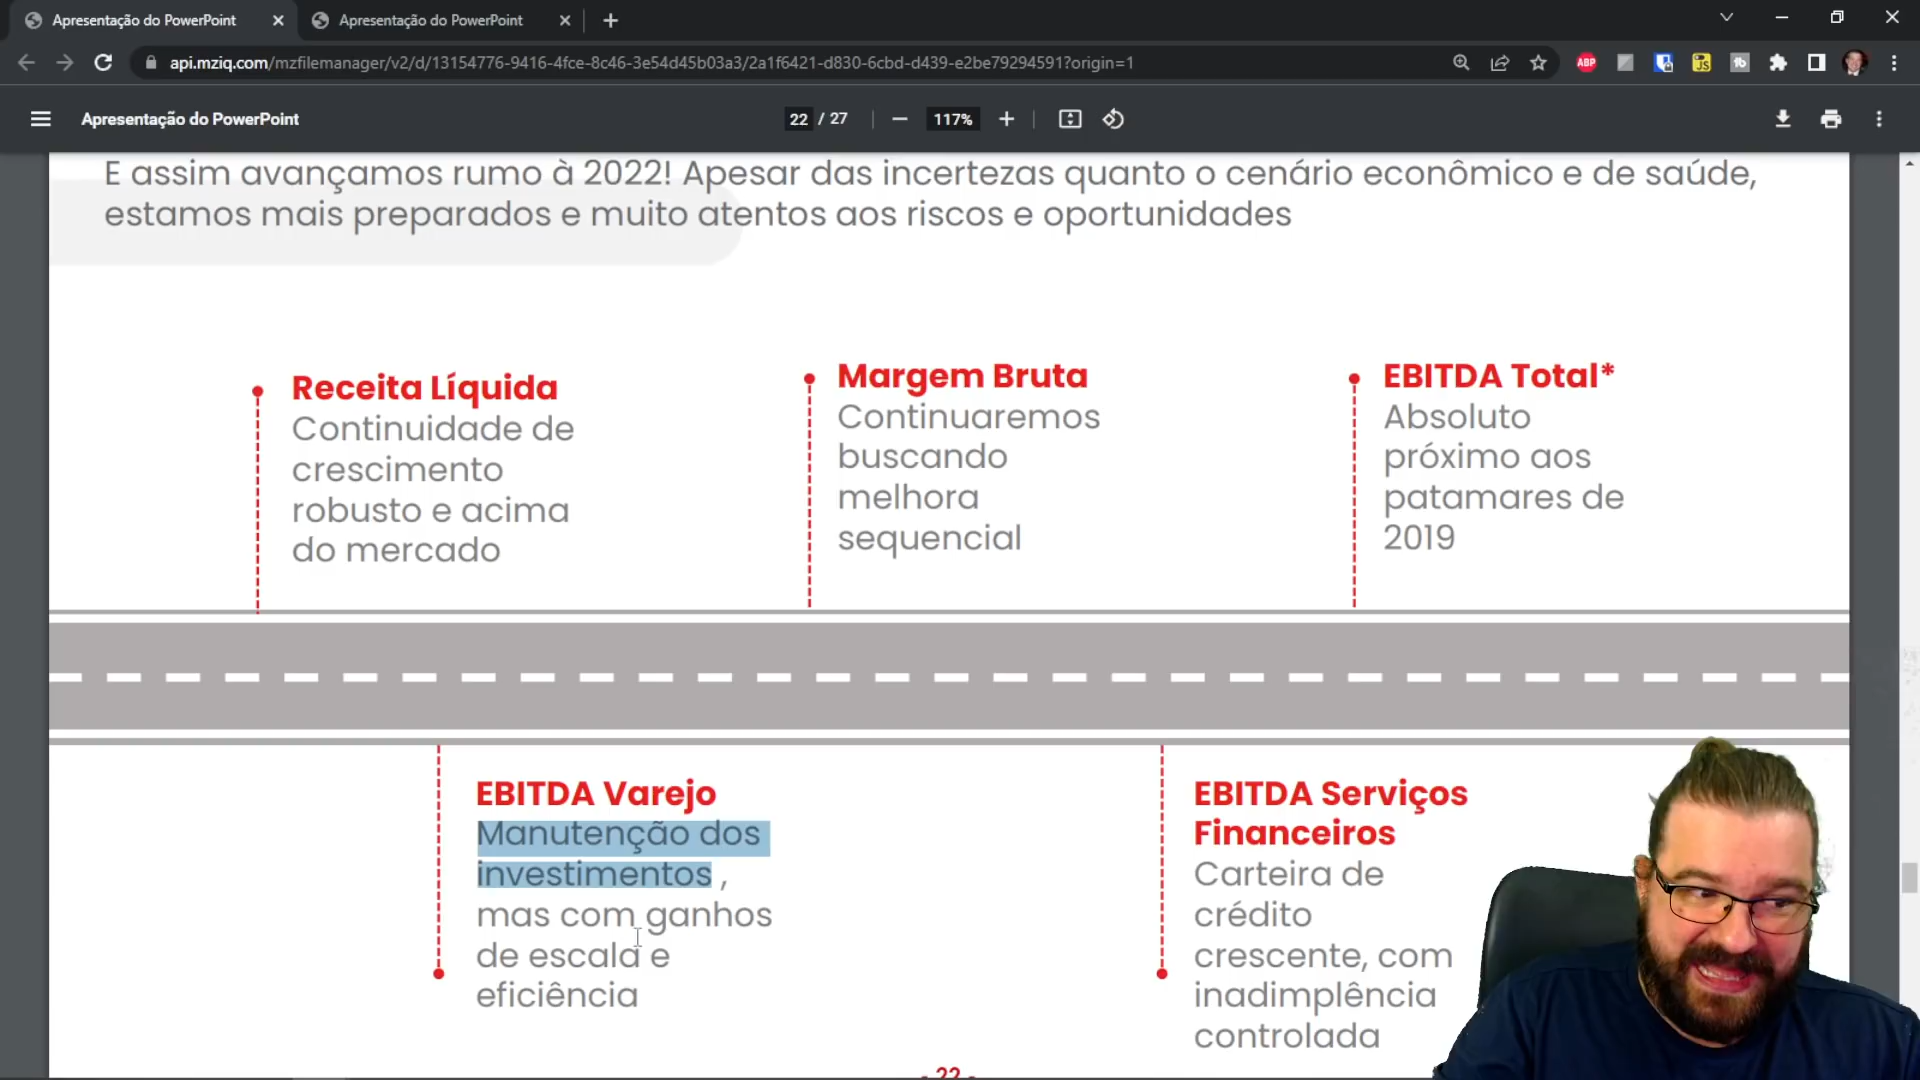 Apresentação do PowerPoint
Apresentação do PowerPoint
api.mziq.com/mzfilemanager/v2/d/13154776-9416-4fce-8c46-3e54d45b03a3/2a1f6421-d830-6cbd-d439-e2be79294591?origin=1
ABP
JS
Apresentação do PowerPoint
22 / 27
117%
E assim avançamos rumo à 2022! Apesar das incertezas quanto o cenário econômico e de saúde,
estamos mais preparados e muito atentos aos riscos e oportunidades
Receita Líquida
Continuidade de
crescimento
robusto e acima
do mercado
Margem Bruta
Continuaremos
buscando
melhora
sequencial
EBITDA Total*
Absoluto
próximo aos
patamares de
2019
EBITDA Varejo
Manutenção dos
investimentos ,
mas com ganhos
de escala e
eficiência
EBITDA Serviços
Financeiros
Carteira de
crédito
crescente, com
inadimplência
controlada
- 22 -